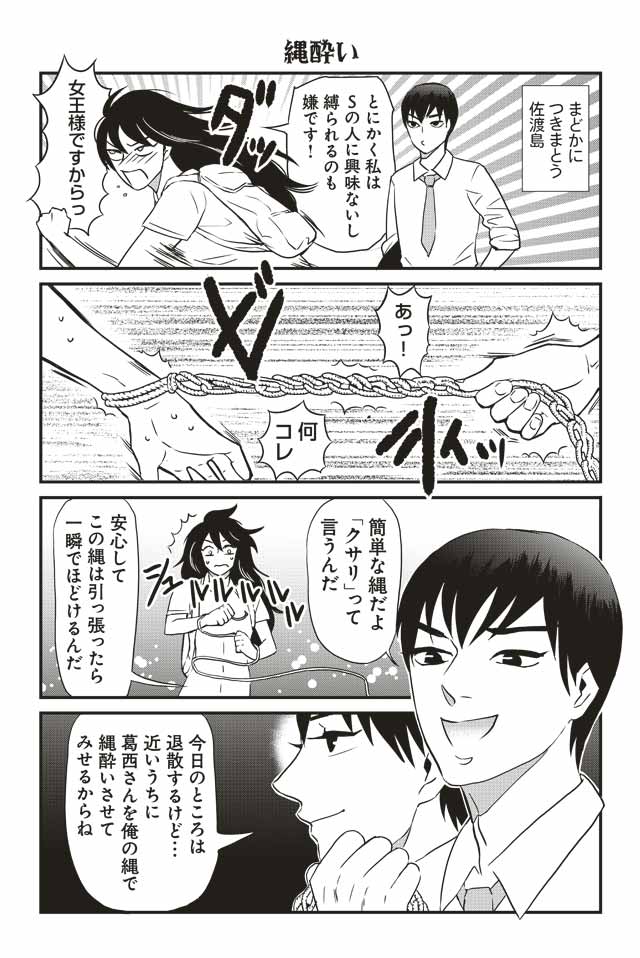 縄酔い
まどかに
つきまとう
佐渡島
とにかく私は
Sの人に興味ないし
縛られるのも
嫌です!
ダッ
女王様ですからっ
あっ!
ビ
何
コレ
簡単な縄だよ
「クサリ」って
言うんだ
シュルルル
安心して
この縄は引っ張ったら
一瞬でほどけるんだ
今日のところは
退散するけど…
近いうちに
葛西さんを俺の縄で
縄酔いさせて
みせるからね